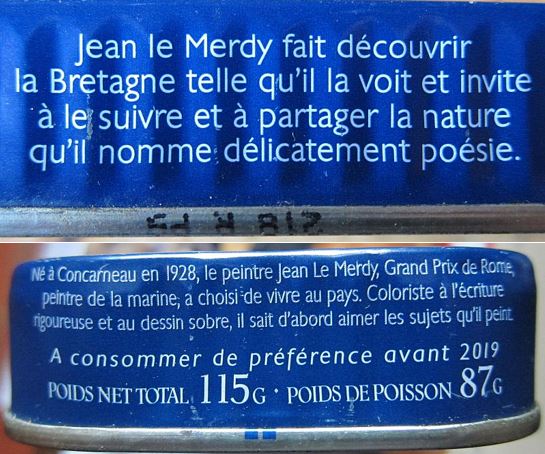 Jean le Merdy fait découvrir
la Bretagne telle qu'il la voit et invite
à le suivre et à partager la nature
qu'il nomme délicatement poésie.
Né à Concarneau en 1928, le peintre Jean Le Merdy, Grand Prix de Rome,
peintre de la marine, a choisi de vivre au pays. Coloriste à l'écriture
rigoureuse et au dessin sobre, il sait d'abord aimer les sujets qu'il peint.
A consommer de préférence avant 2019
POIDS NET TOTAL 115G · POIDS DE POISSON 87G